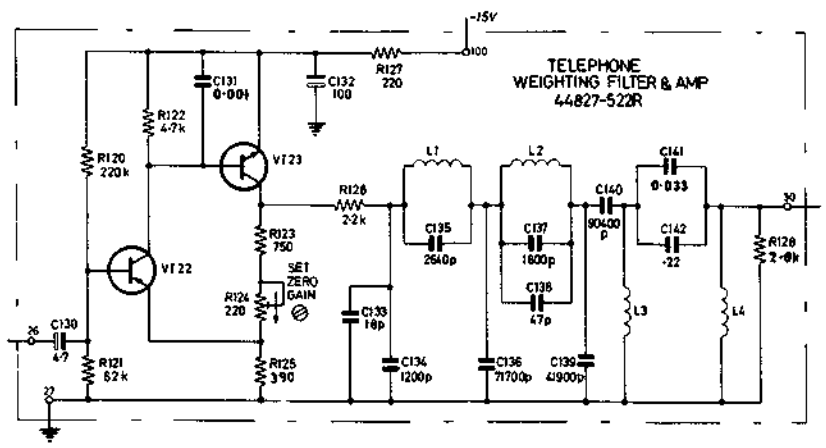 -15V
100
TELEPHONE
WEIGHTING FILTER & AMP
44827-522R
R127
220
C131
0·001
C132
100
R122
4·7k
R120
220k
VT23
VT22
R126
2·2k
R123
750
SET
ZERO
GAIN
R124
220
R125
390
26
C130
4·7
R121
82k
27
L1
C135
2640p
C133
18p
C134
1200p
L2
C137
1800p
C138
47p
C136
71700p
C139
41900p
C140
90400
p
C141
0·033
C142
·22
L3
L4
30
R128